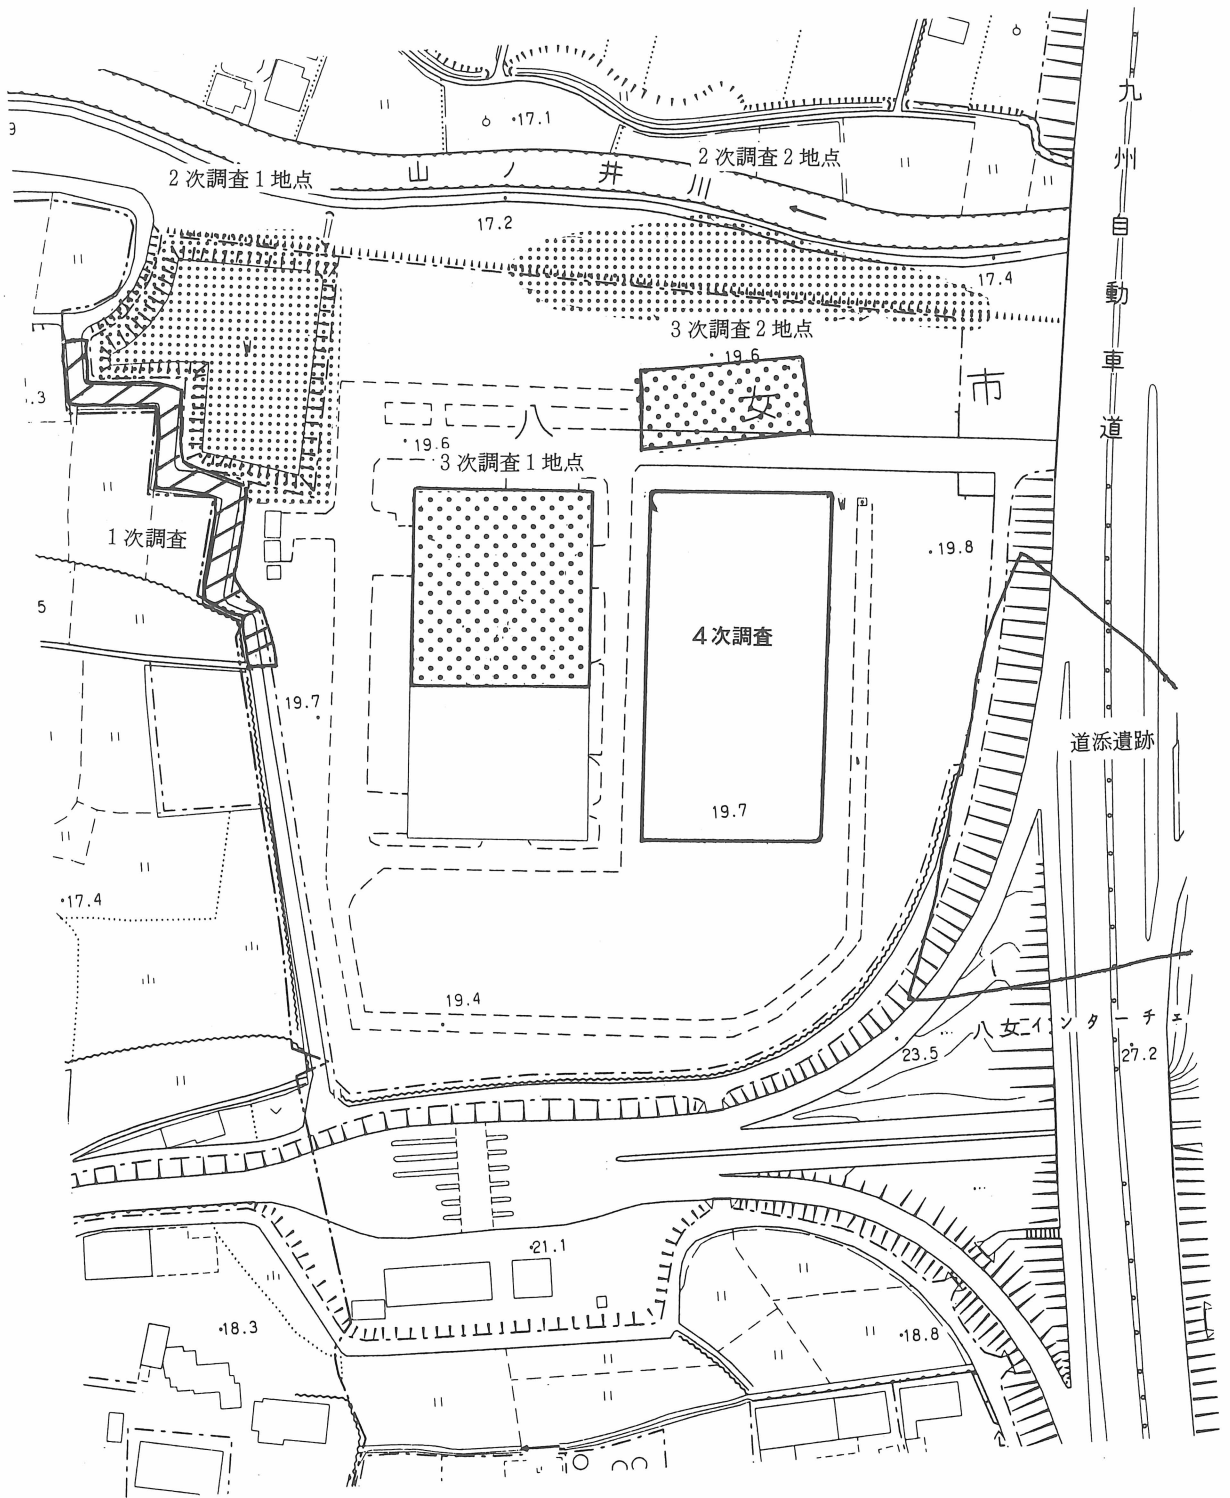 九州自動車道
・17.1
2次調査2地点
山ノ井川
2次調査1地点
17.2
17.4
3次調査2地点
・19.6
八女市
・19.6
3次調査1地点
1次調査
・19.8
5
4次調査
19.7
道添遺跡
19.7
・17.4
19.4
八女インターチェ
23.5
27.2
・21.1
・18.3
・18.8
9
.3